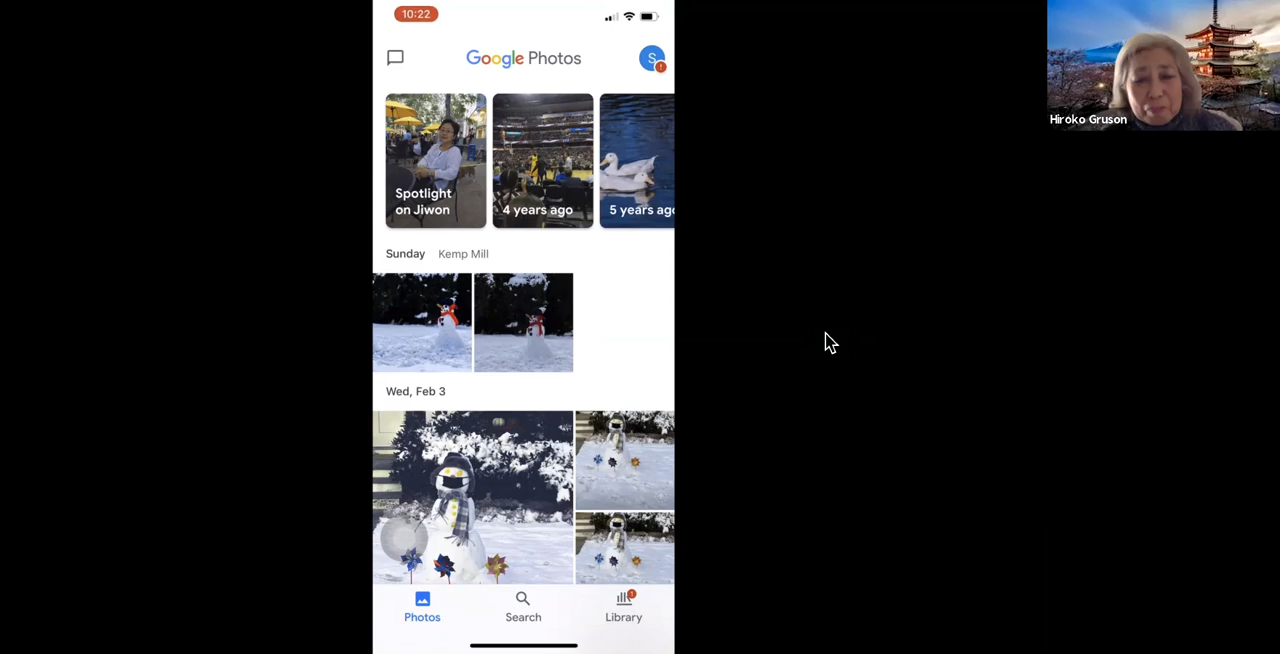 10:22
Google Photos
S
!
Spotlight
on Jiwon
4 years ago
5 years ag
Sunday Kemp Mill
Wed, Feb 3
Photos
Search
Library
1
Hiroko Gruson